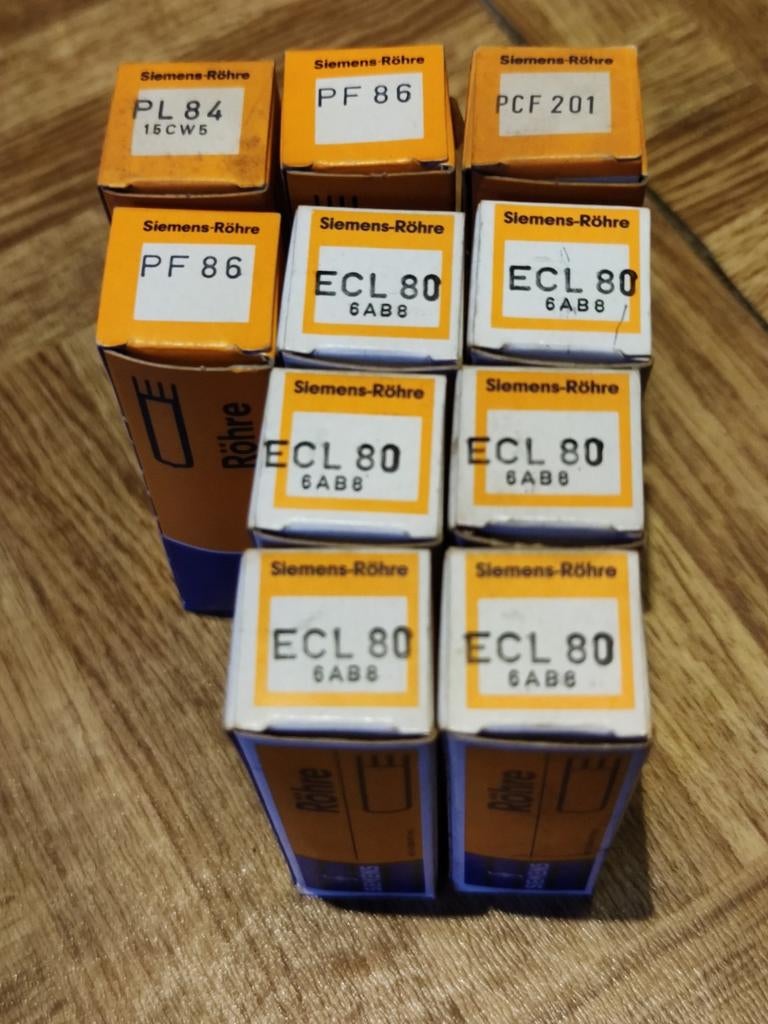 Siemens-Röhre
PL 84
15CW5
Siemens-Röhre
PF 86
Siemens-Röhre
PCF 201
Siemens-Röhre
PF 86
Röhre
Siemens-Röhre
ECL 80
6AB8
Siemens-Röhre
ECL 80
6AB8
Siemens-Röhre
ECL 80
6AB8
Siemens-Röhre
ECL 80
6AB8
Siemens-Röhre
ECL 80
6AB8
Röhre
Siemens-Röhre
ECL 80
6AB8
Röhre
SIEMENS